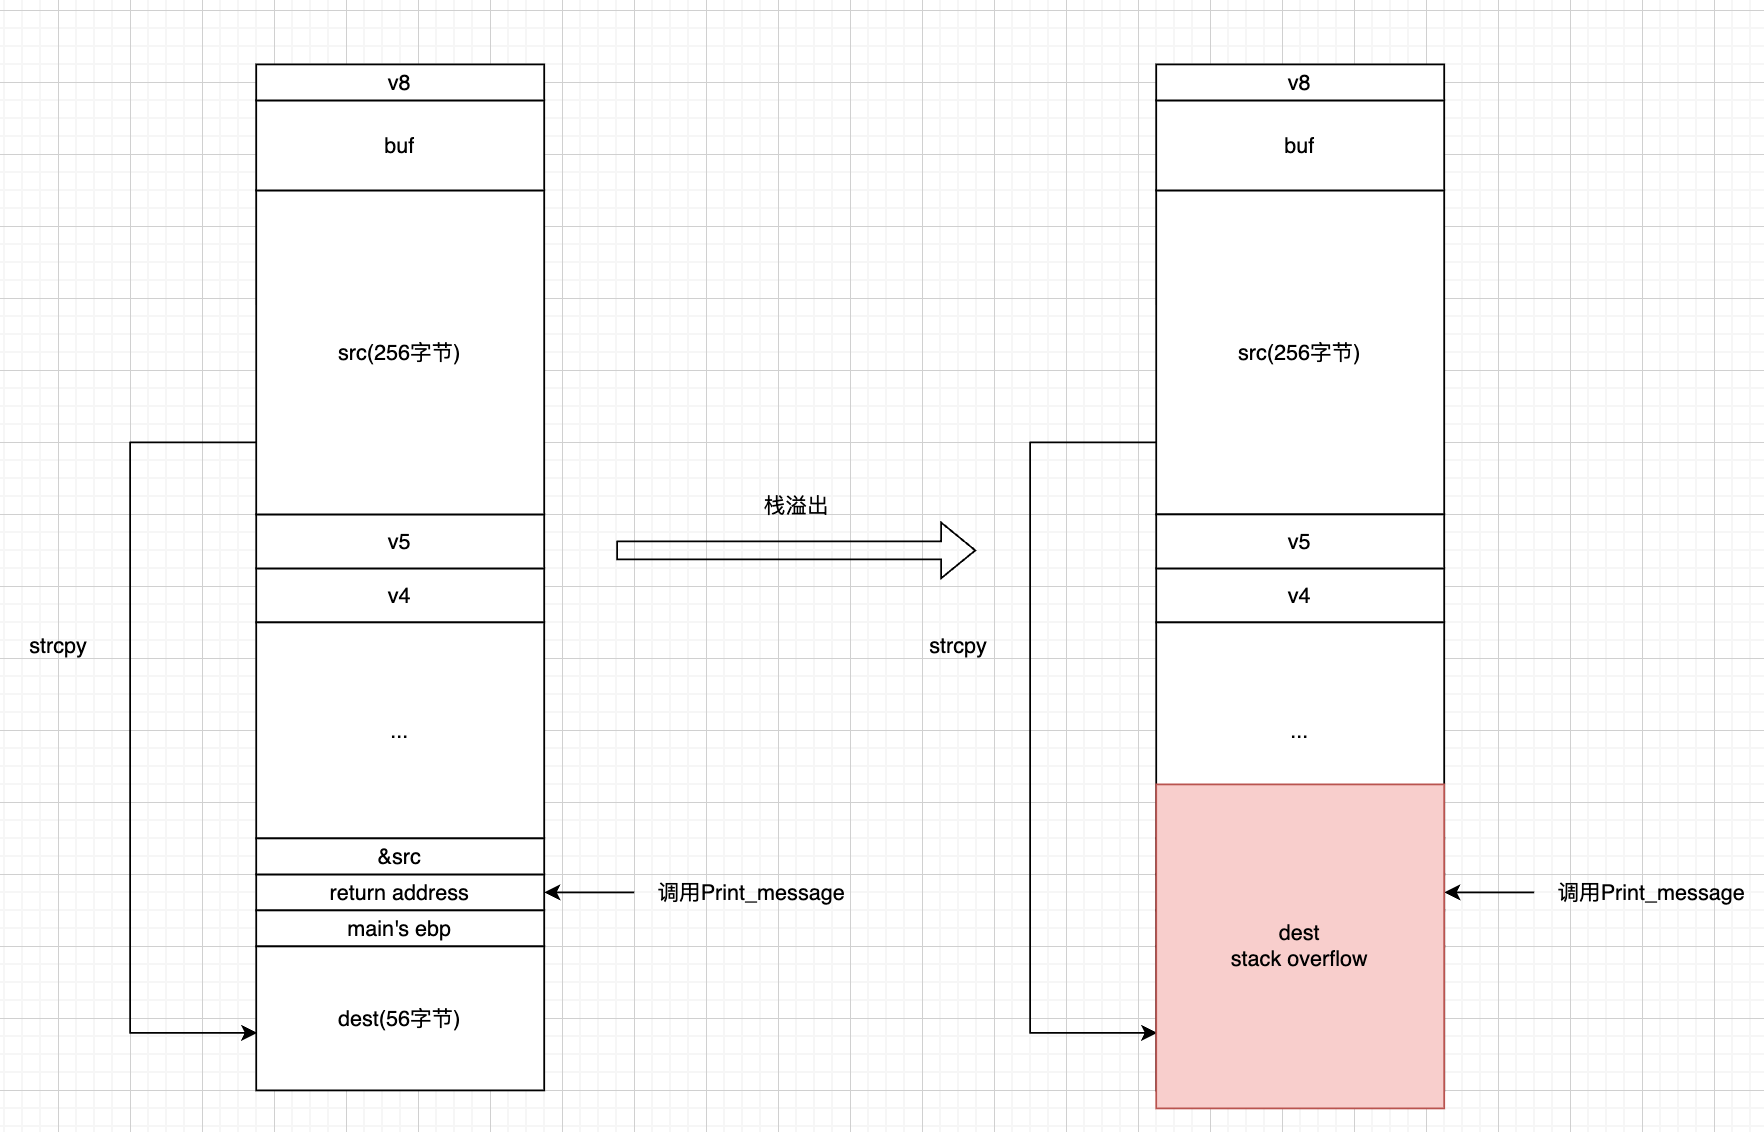 v8
buf
src(256字节)
v5
v4
strcpy
...
&src
return address
调用Print_message
main's ebp
dest(56字节)
栈溢出
v8
buf
src(256字节)
v5
v4
strcpy
...
调用Print_message
dest
stack overflow